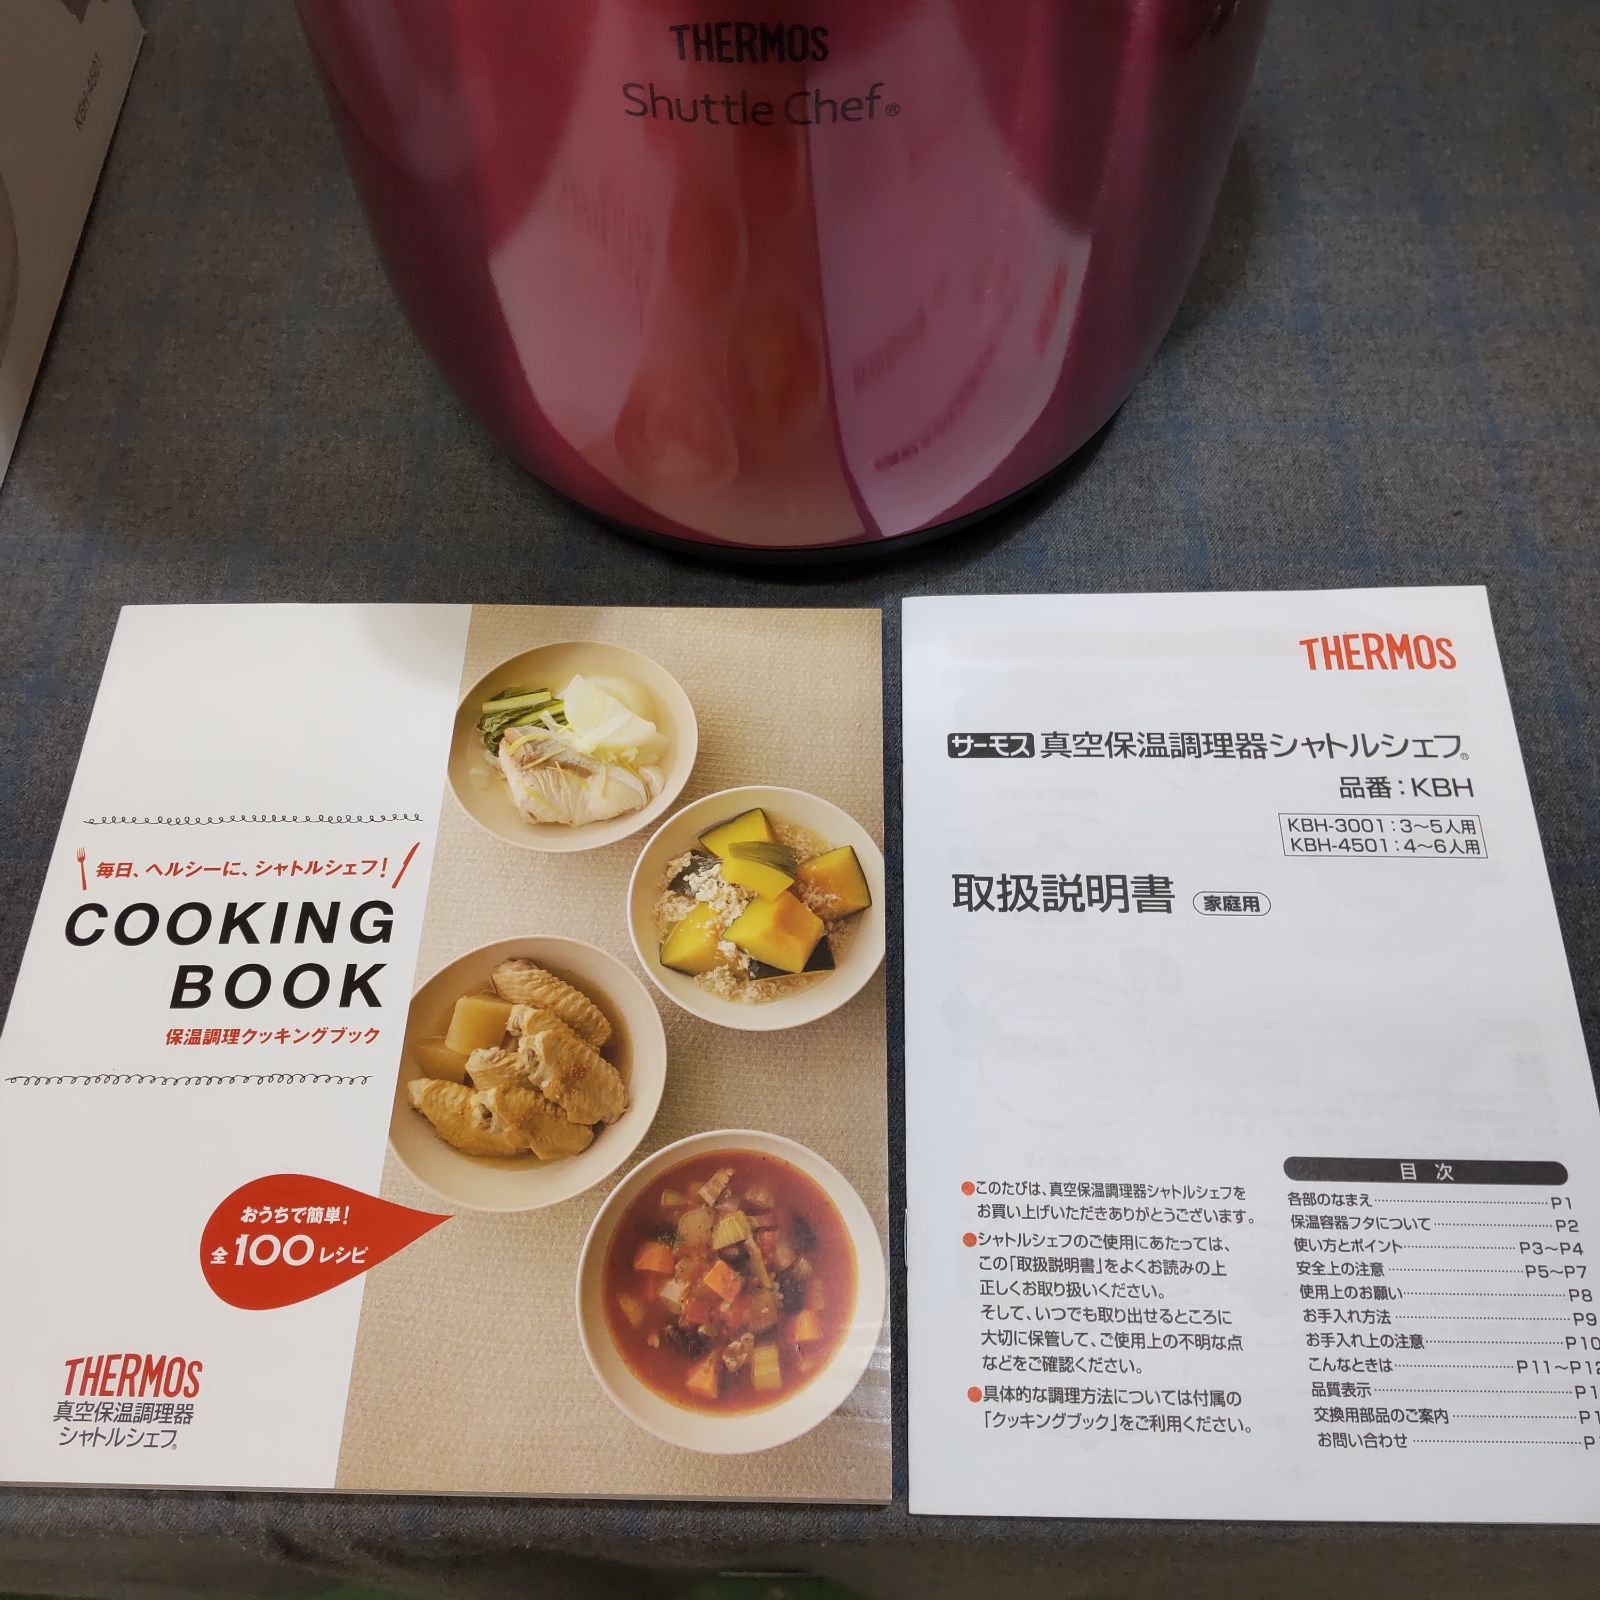 KBH-4501
THERMOS
Shuttle Chef®
毎日、ヘルシーに、シャトルシェフ!
COOKING
BOOK
保温調理クッキングブック
おうちで簡単!
全100レシピ
THERMOS
真空保温調理器
シャトルシェフ®
THERMOS
サーモス 真空保温調理器シャトルシェフ®
品番：KBH
KBH-3001：3〜5人用
KBH-4501：4〜6人用
取扱説明書 家庭用
●このたびは、真空保温調理器シャトルシェフを
お買い上げいただきありがとうございます。
●シャトルシェフのご使用にあたっては、
この「取扱説明書」をよくお読みの上
正しくお取り扱いください。
そして、いつでも取り出せるところに
大切に保管して、ご使用上の不明な点
などをご確認ください。
●具体的な調理方法については付属の
「クッキングブック」をご利用ください。
目次
各部のなまえ P1
保温容器フタについて P2
使い方とポイント P3〜P4
安全上の注意 P5〜P7
使用上のお願い P8
お手入れ方法 P9
お手入れ上の注意 P10
こんなときは P11〜P12
品質表示 P1
交換用部品のご案内 P1
お問い合わせ P